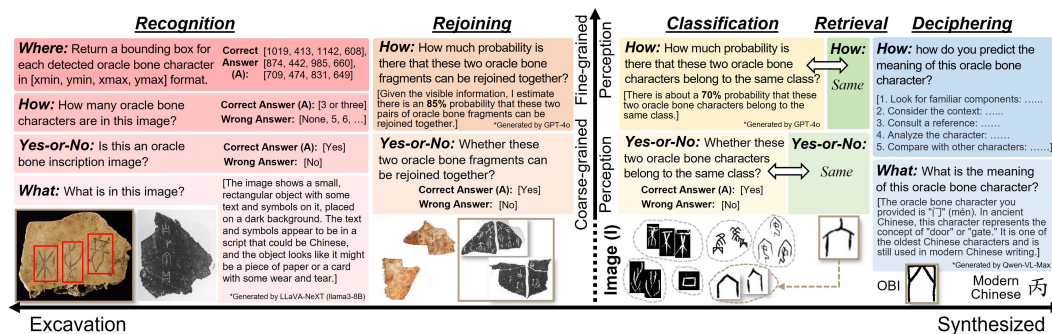 Recognition
Where: Return a bounding box for
each detected oracle bone character
in [xmin, ymin, xmax, ymax] format.
Correct
Answer
(A):
[1019, 413, 1142, 608],
[874, 442, 985, 660],
[709, 474, 831, 649]
How: How many oracle bone
characters are in this image?
Correct Answer (A): [3 or three]
Wrong Answer: [None, 5, 6, …]
Yes-or-No: Is this an oracle
bone inscription image?
Correct Answer (A): [Yes]
Wrong Answer: [No]
What: What is in this image?
[The image shows a small,
rectangular object with some
text and symbols on it, placed
on a dark background. The text
and symbols appear to be in a
script that could be Chinese,
and the object looks like it might
be a piece of paper or a card
with some wear and tear.]
*Generated by LLaVA-NeXT (llama3-8B)
Rejoining
How: How much probability is
there that these two oracle bone
fragments can be rejoined together?
[Given the visible information, I estimate
there is an 85% probability that these two
pairs of oracle bone fragments can be
rejoined together.]
*Generated by GPT-4o
Yes-or-No: Whether these
two oracle bone fragments can
be rejoined together?
Correct Answer (A): [Yes]
Wrong Answer: [No]
Fine-grained
Perception
Coarse-grained
Perception
Image (I)
Classification
How: How much probability is
there that these two oracle bone
characters belong to the same class?
[There is about a 70% probability that these
two oracle bone characters belong to the
same class.]
*Generated by GPT-4o
Yes-or-No: Whether these
two oracle bone characters
belong to the same class?
Correct Answer (A): [Yes]
Wrong Answer: [No]
Retrieval
How:
Same
Yes-or-No:
Same
Deciphering
How: how do you predict the
meaning of this oracle bone
character?
[1. Look for familiar components: …...
2. Consider the context: …...
3. Consult a reference: ……
4. Analyze the character: ……
5. Compare with other characters: ……]
What: What is the meaning
of this oracle bone character?
[The oracle bone character you
(mén). In ancient
Chinese, this character represents the
concept of "door" or "gate." It is one of
the oldest Chinese characters and is
still used in modern Chinese writing.]
*Generated by Qwen-VL-Max
OBI
Modern
Chinese
丙
Excavation
Synthesized